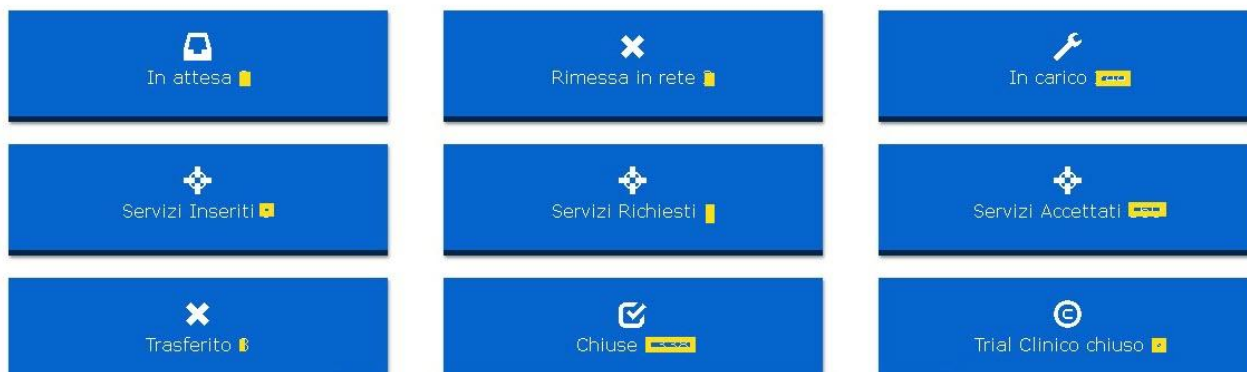 In attesa
Rimessa in rete
In carico
Servizi Inseriti
Servizi Richiesti
Servizi Accettati
Trasferito
Chiuse
Trial Clinico chiuso